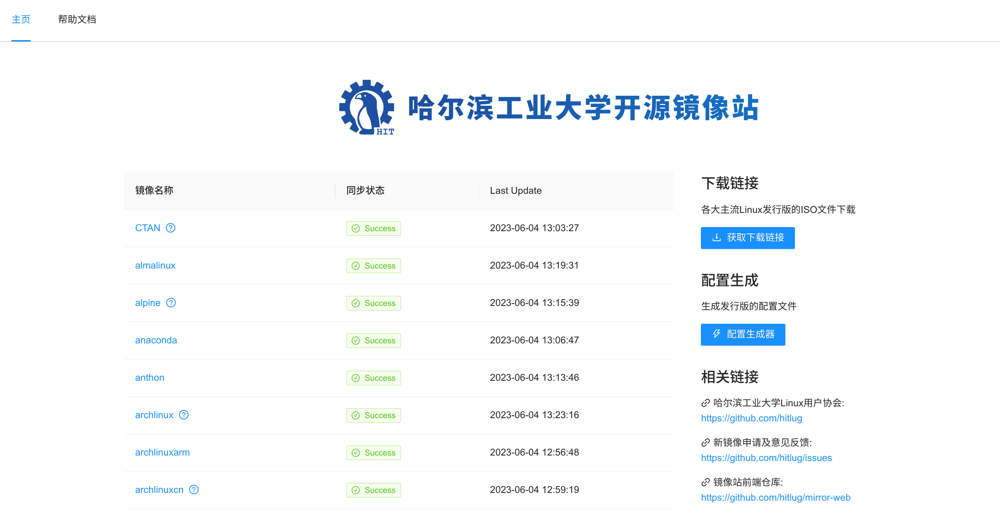 主页 帮助文档
HIT
哈尔滨工业大学开源镜像站
镜像名称 同步状态 Last Update
CTAN Success 2023-06-04 13:03:27
almalinux Success 2023-06-04 13:19:31
alpine Success 2023-06-04 13:15:39
anaconda Success 2023-06-04 13:06:47
anthon Success 2023-06-04 13:13:46
archlinux Success 2023-06-04 13:23:16
archlinuxarm Success 2023-06-04 12:56:48
archlinuxcn Success 2023-06-04 12:59:19
下载链接
各大主流Linux发行版的ISO文件下载
获取下载链接
配置生成
生成发行版的配置文件
配置生成器
相关链接
哈尔滨工业大学Linux用户协会:
https://github.com/hitlug
新镜像申请及意见反馈:
https://github.com/hitlug/issues
镜像站前端仓库:
https://github.com/hitlug/mirror-web